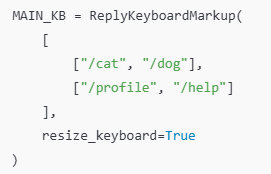 MAIN_KB = ReplyKeyboardMarkup(
    [
        ["/cat", "/dog"],
        ["/profile", "/help"]
    ],
    resize_keyboard=True
)